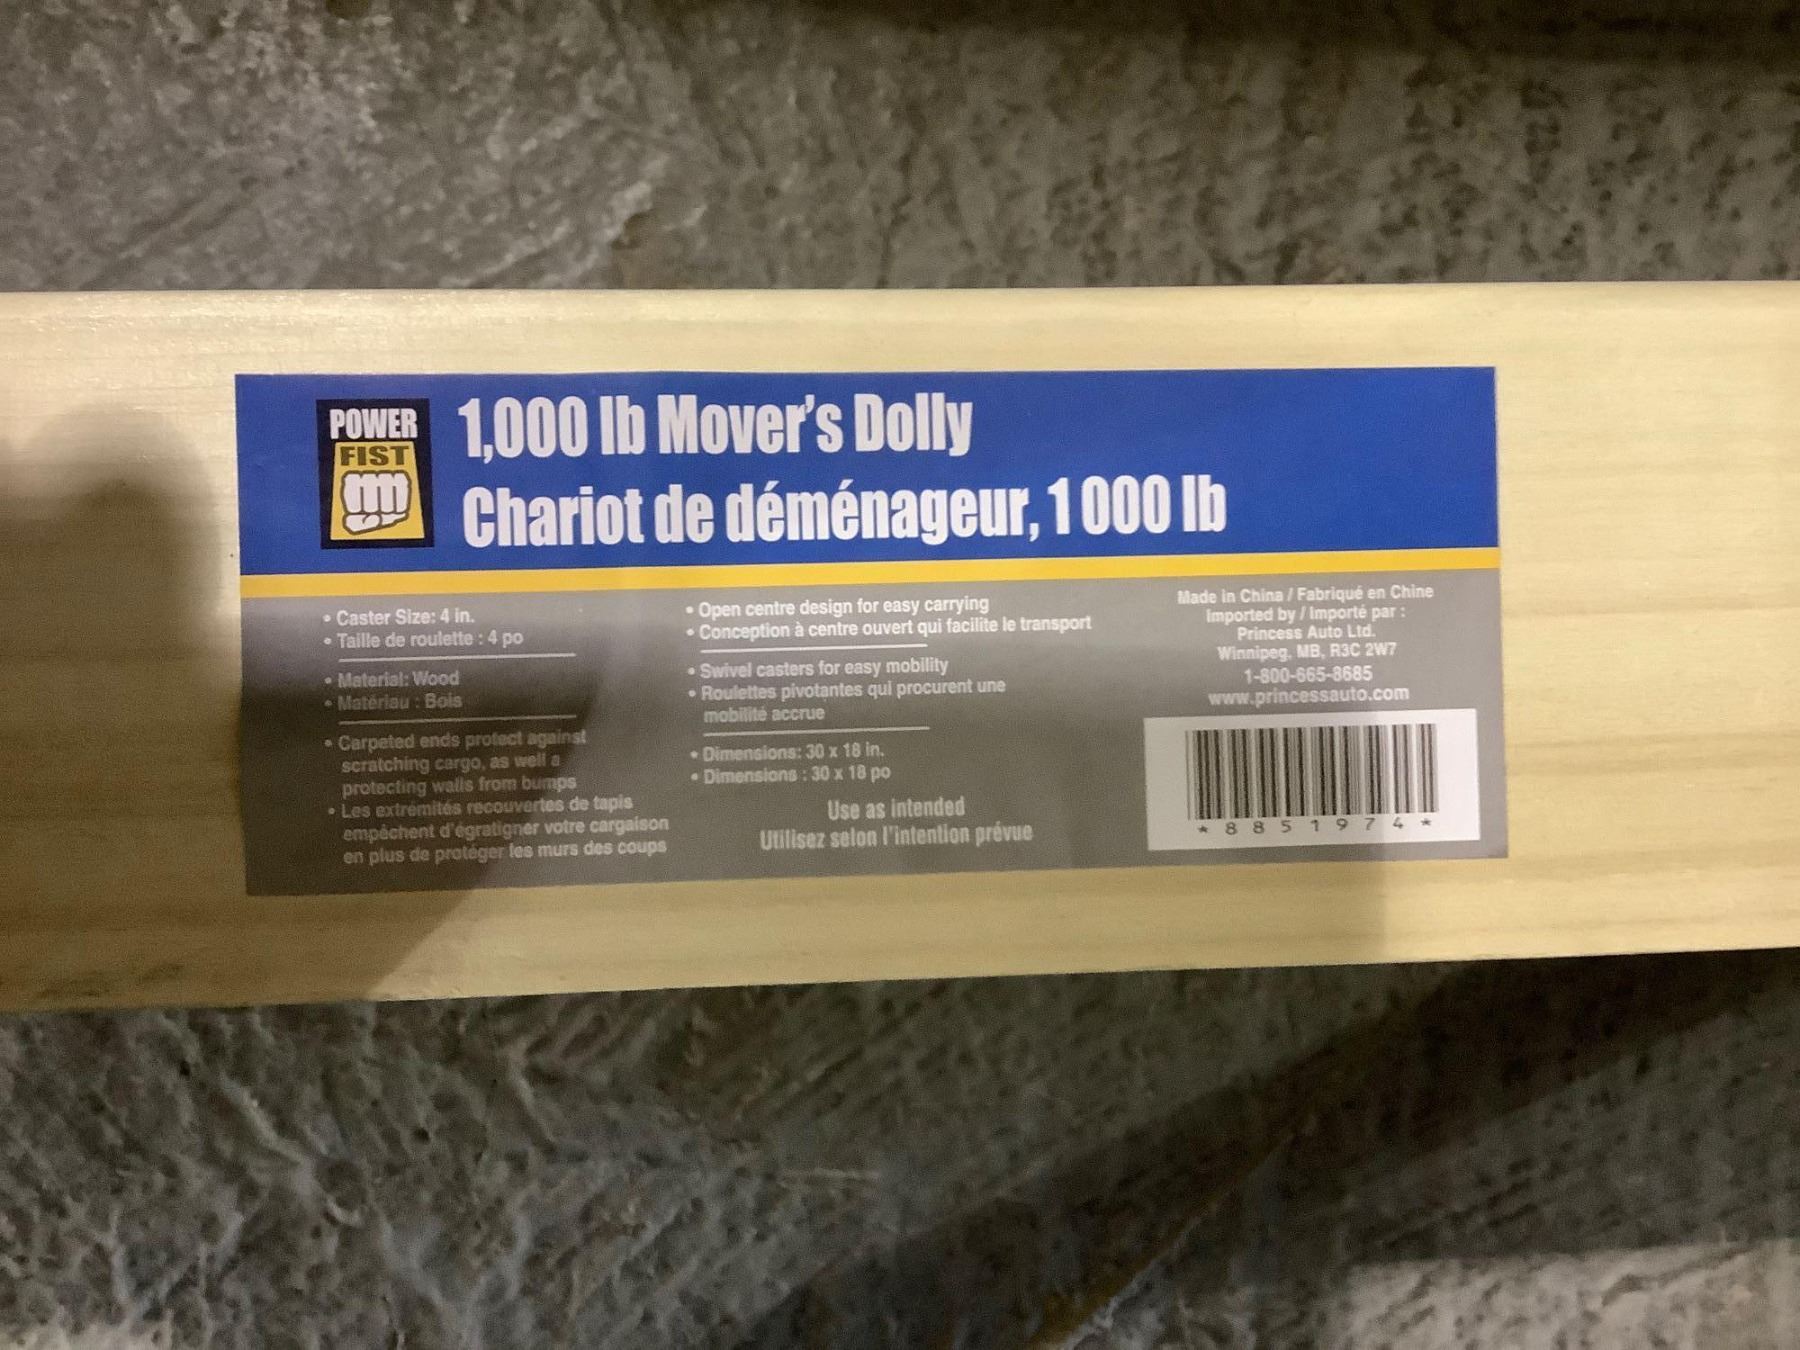 POWER
FIST
1,000 lb Mover's Dolly
Chariot de déménageur, 1 000 lb
• Caster Size: 4 in.
• Taille de roulette : 4 po
• Material: Wood
• Matériau : Bois
• Carpeted ends protect against
scratching cargo, as well a
protecting walls from bumps
• Les extrémités recouvertes de tapis
empêchent d'égratigner votre cargaison
en plus de protéger les murs des coups
• Open centre design for easy carrying
• Conception à centre ouvert qui facilite le transport
• Swivel casters for easy mobility
• Roulettes pivotantes qui procurent une
mobilité accrue
• Dimensions: 30 x 18 in.
• Dimensions : 30 x 18 po
Use as intended
Utilisez selon l'intention prévue
Made in China / Fabriqué en Chine
Imported by / Importé par :
Princess Auto Ltd.
Winnipeg, MB, R3C 2W7
1-800-665-8685
www.princessauto.com
*8851974*